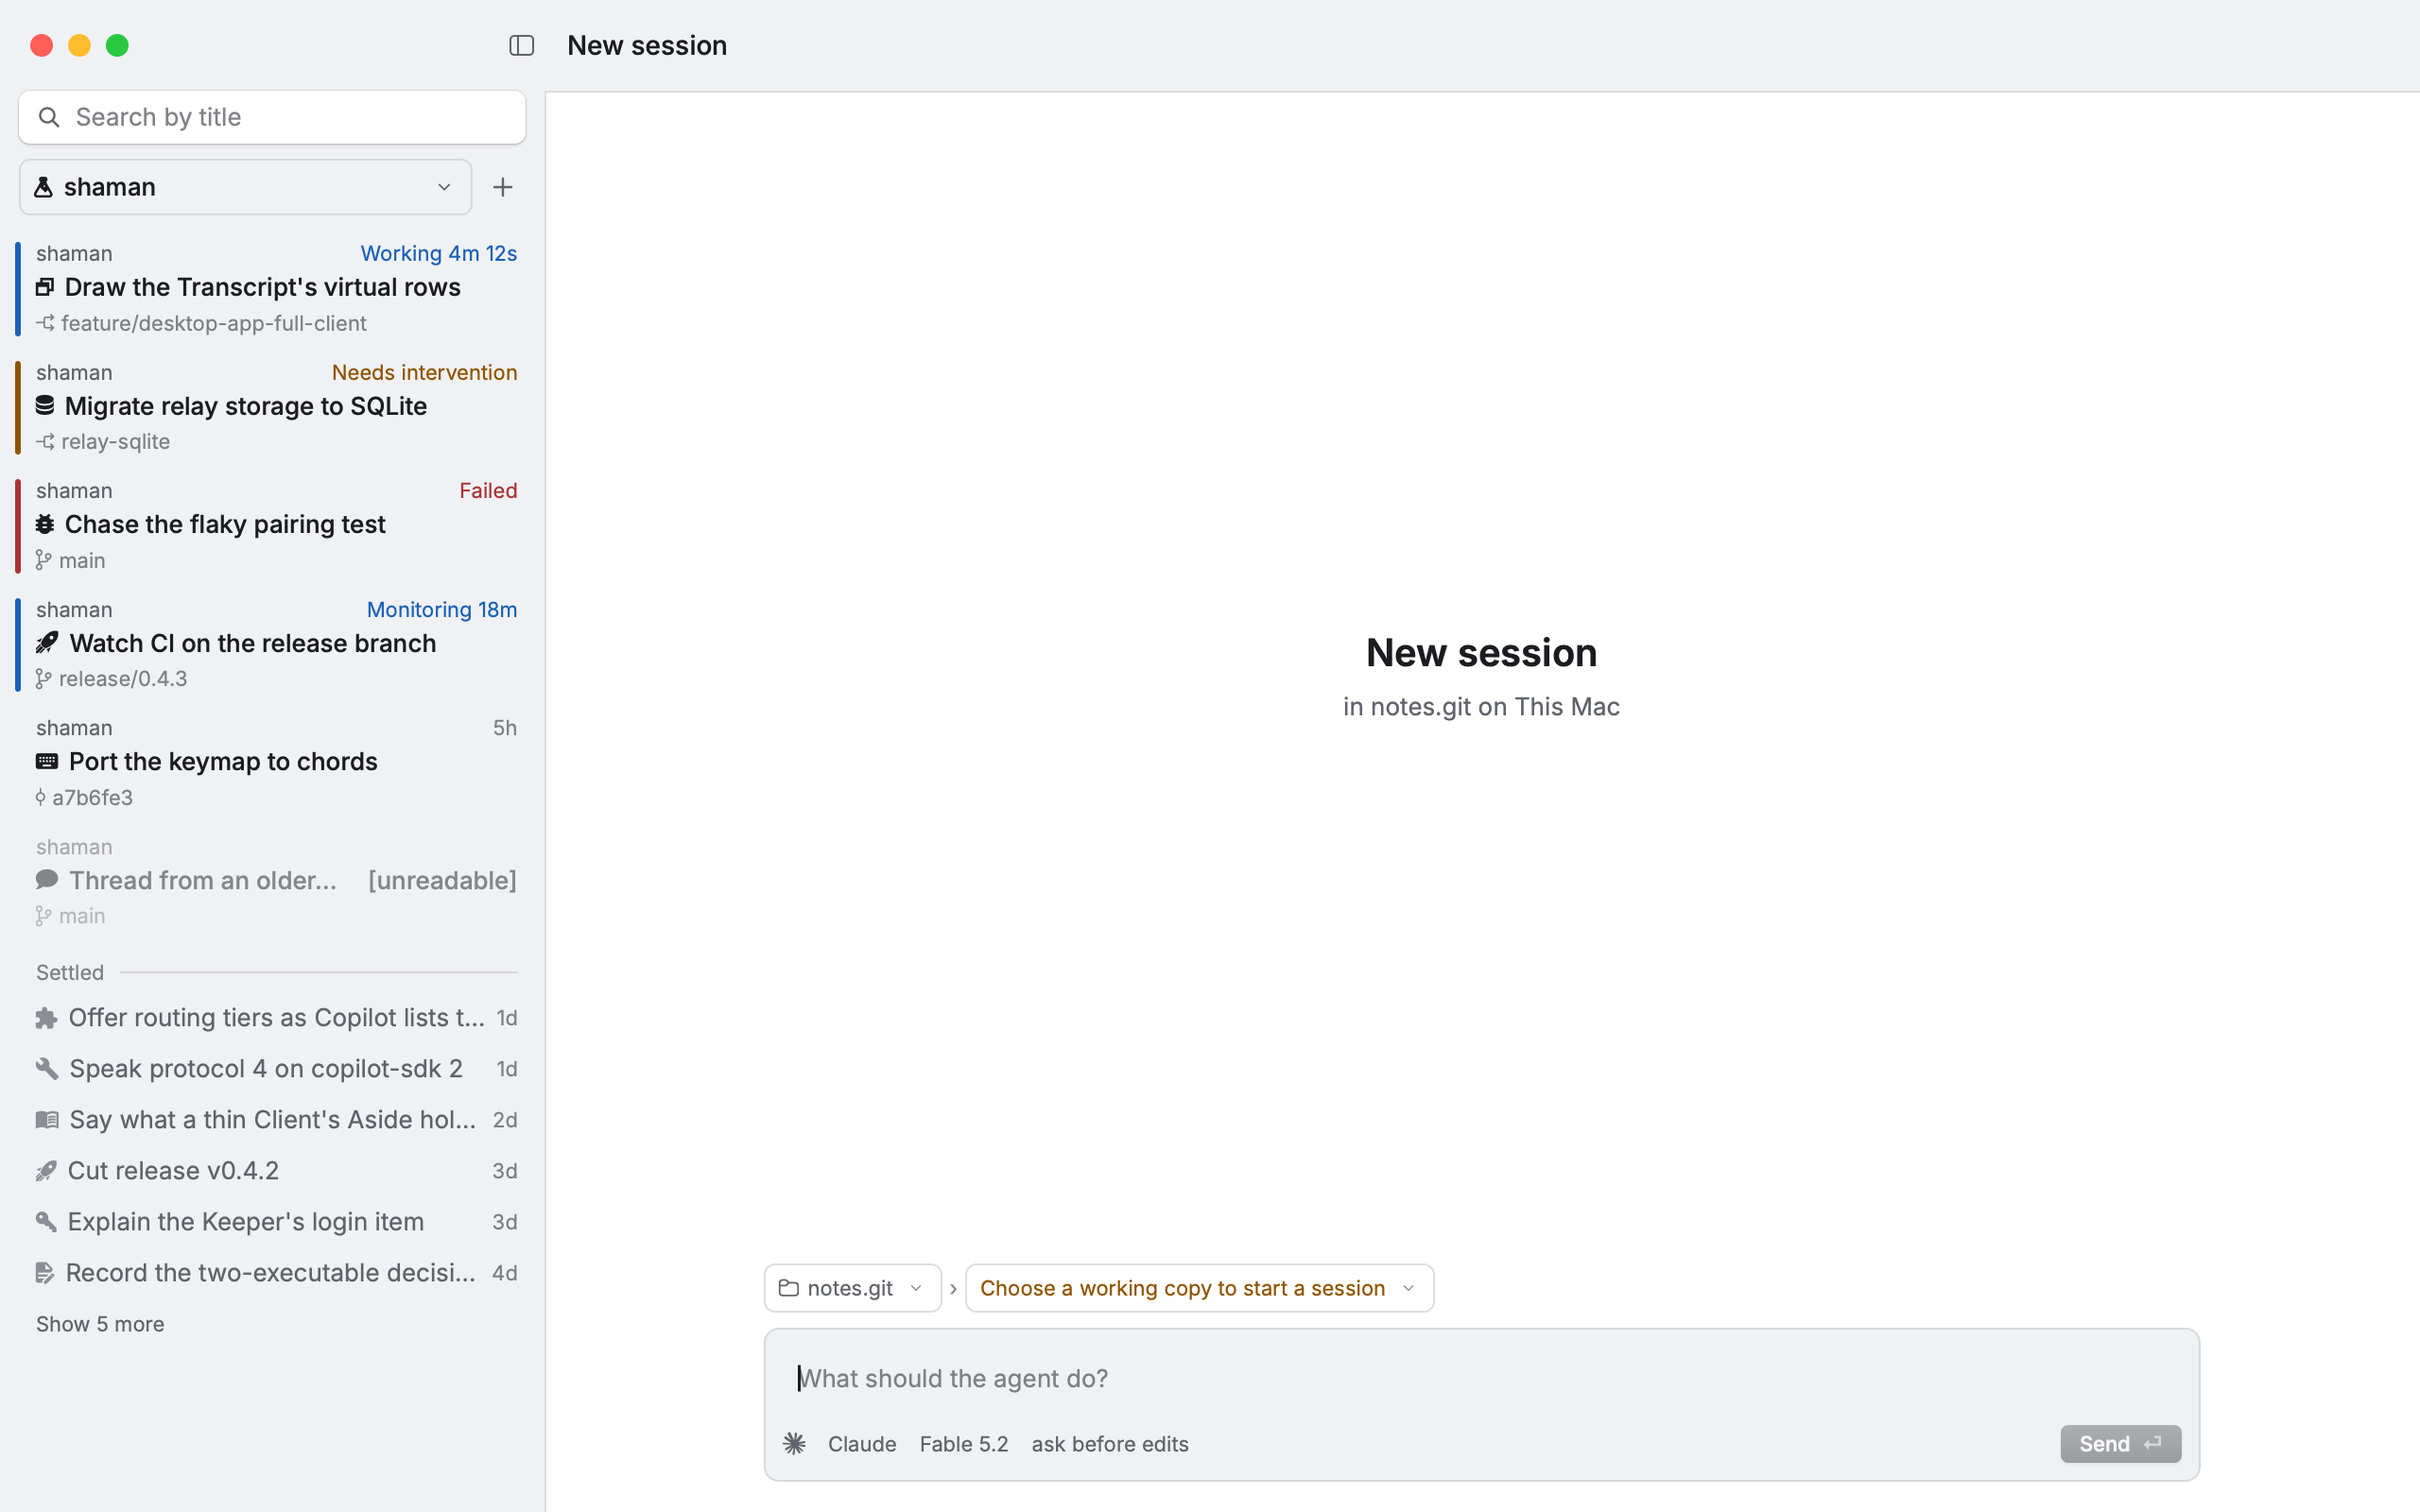 New session
Search by title
shaman
shaman Working 4m 12s
Draw the Transcript's virtual rows
feature/desktop-app-full-client
shaman Needs intervention
Migrate relay storage to SQLite
relay-sqlite
shaman Failed
Chase the flaky pairing test
main
shaman Monitoring 18m
Watch CI on the release branch
release/0.4.3
shaman 5h
Port the keymap to chords
a7b6fe3
shaman
Thread from an older... [unreadable]
main
Settled
Offer routing tiers as Copilot lists t... 1d
Speak protocol 4 on copilot-sdk 2 1d
Say what a thin Client's Aside hol... 2d
Cut release v0.4.2 3d
Explain the Keeper's login item 3d
Record the two-executable decisi... 4d
Show 5 more
New session
in notes.git on This Mac
notes.git › Choose a working copy to start a session
What should the agent do?
Claude Fable 5.2 ask before edits Send